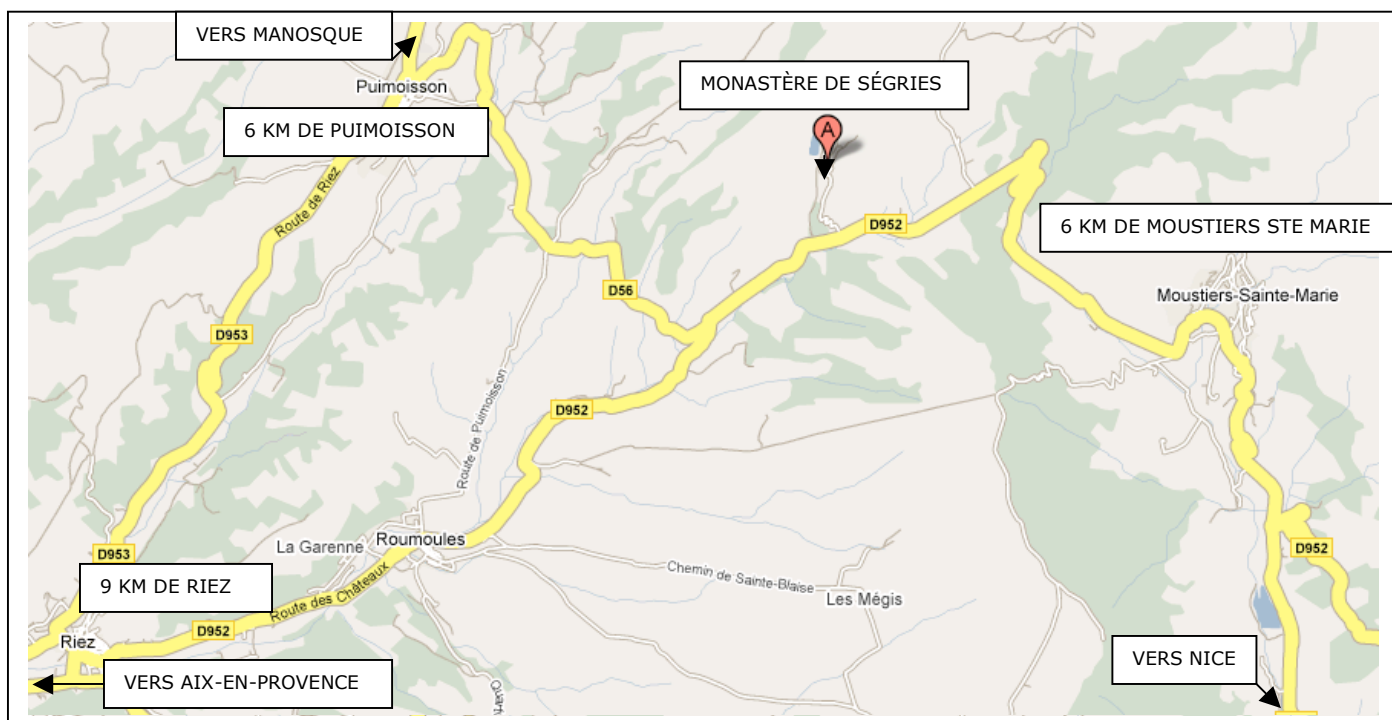 VERS MANOSQUE
Puimoisson
MONASTÈRE DE SÉGRIES
6 KM DE PUIMOISSON
A
Route de Riez
D952
6 KM DE MOUSTIERS STE MARIE
D56
Moustiers-Sainte-Marie
D953
Route de Puimoisson
D952
La Garenne
Roumoules
D953
D952
Chemin de Sainte-Blaise
9 KM DE RIEZ
Route des Châteaux
Les Mégis
D952
Riez
VERS NICE
VERS AIX-EN-PROVENCE